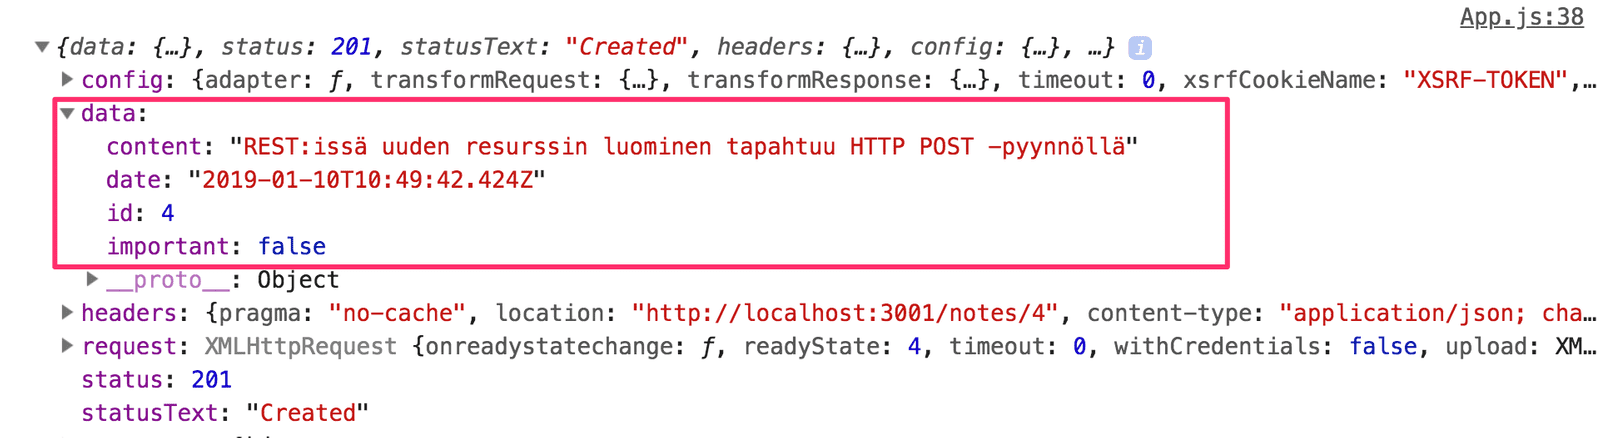 App.js:38
▼{data: {…}, status: 201, statusText: "Created", headers: {…}, config: {…}, …} i
▶config: {adapter: ƒ, transformRequest: {…}, transformResponse: {…}, timeout: 0, xsrfCookieName: "XSRF-TOKEN",…
▼data:
content: "REST:issä uuden resurssin luominen tapahtuu HTTP POST -pyynnöllä"
date: "2019-01-10T10:49:42.424Z"
id: 4
important: false
▶__proto__: Object
▶headers: {pragma: "no-cache", location: "http://localhost:3001/notes/4", content-type: "application/json; cha…
▶request: XMLHttpRequest {onreadystatechange: ƒ, readyState: 4, timeout: 0, withCredentials: false, upload: XM…
status: 201
statusText: "Created"